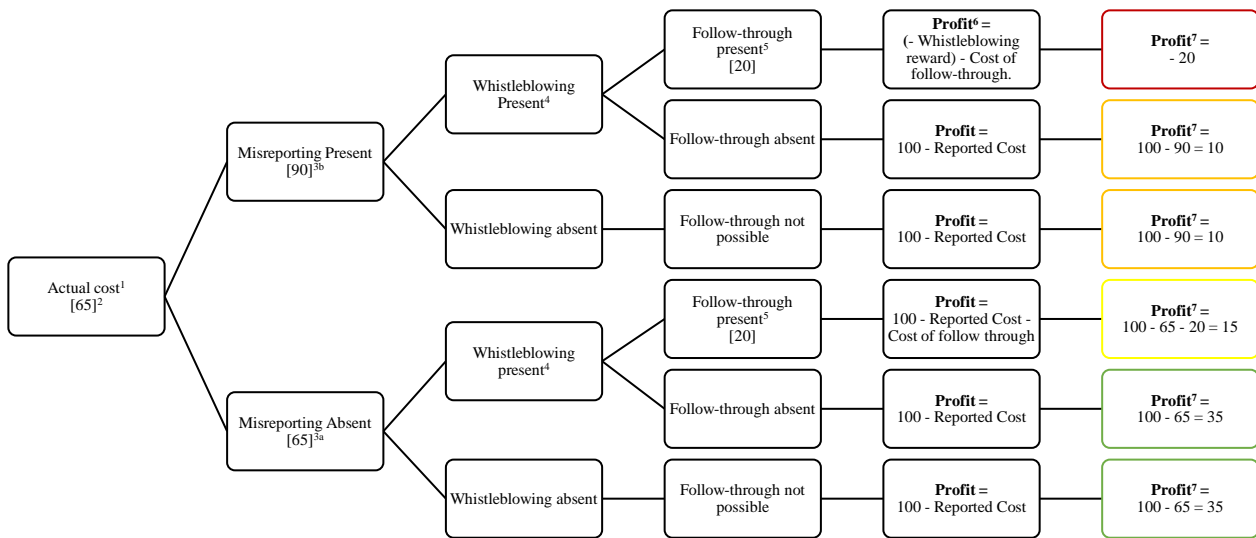 Actual cost¹
[65]²
Misreporting Present
[90]³ᵇ
Misreporting Absent
[65]³ᵃ
Whistleblowing
Present⁴
Whistleblowing absent
Whistleblowing
present⁴
Whistleblowing absent
Follow-through
present⁵
[20]
Follow-through absent
Follow-through not
possible
Follow-through
present⁵
[20]
Follow-through absent
Follow-through not
possible
Profit⁶ =
(- Whistleblowing
reward) - Cost of
follow-through.
Profit =
100 - Reported Cost
Profit =
100 - Reported Cost
Profit =
100 - Reported Cost -
Cost of follow through
Profit =
100 - Reported Cost
Profit =
100 - Reported Cost
Profit⁷ =
- 20
Profit⁷ =
100 - 90 = 10
Profit⁷ =
100 - 90 = 10
Profit⁷ =
100 - 65 - 20 = 15
Profit⁷ =
100 - 65 = 35
Profit⁷ =
100 - 65 = 35